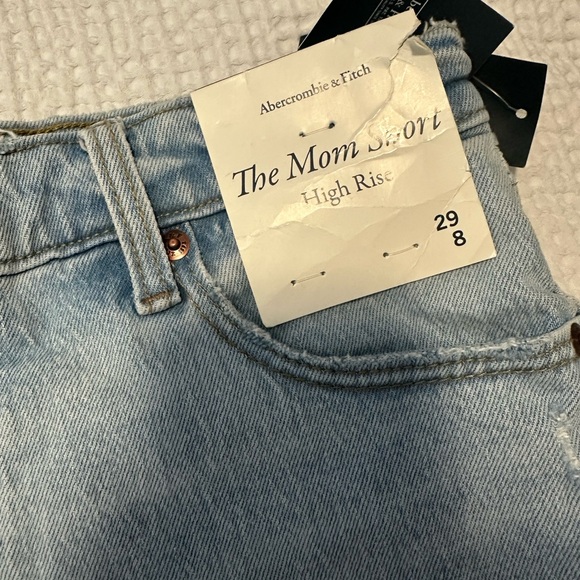 Abercrombie & Fitch
The Mom Short
High Rise
29
8